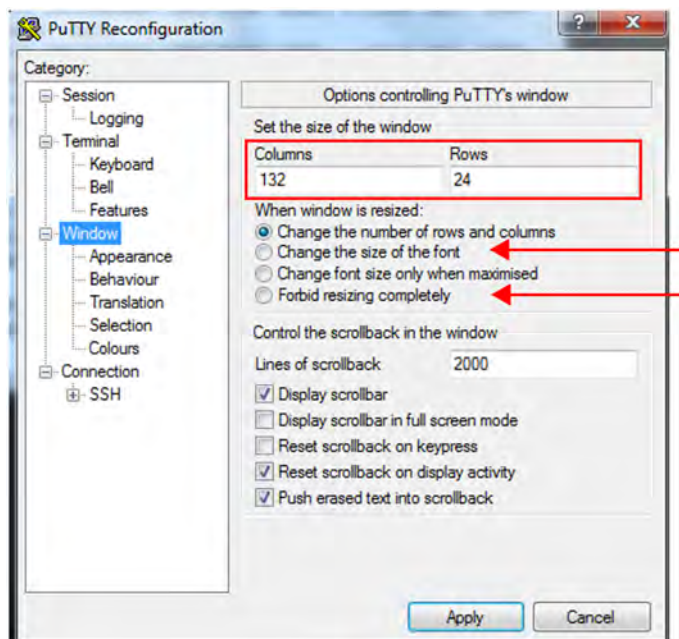 PuTTY Reconfiguration
Category:
Session
Logging
Terminal
Keyboard
Bell
Features
Window
Appearance
Behaviour
Translation
Selection
Colours
Connection
SSH
Options controlling PuTTY's window
Set the size of the window
Columns Rows
132 24
When window is resized:
Change the number of rows and columns
Change the size of the font
Change font size only when maximised
Forbid resizing completely
Control the scrollback in the window
Lines of scrollback 2000
Display scrollbar
Display scrollbar in full screen mode
Reset scrollback on keypress
Reset scrollback on display activity
Push erased text into scrollback
Apply Cancel